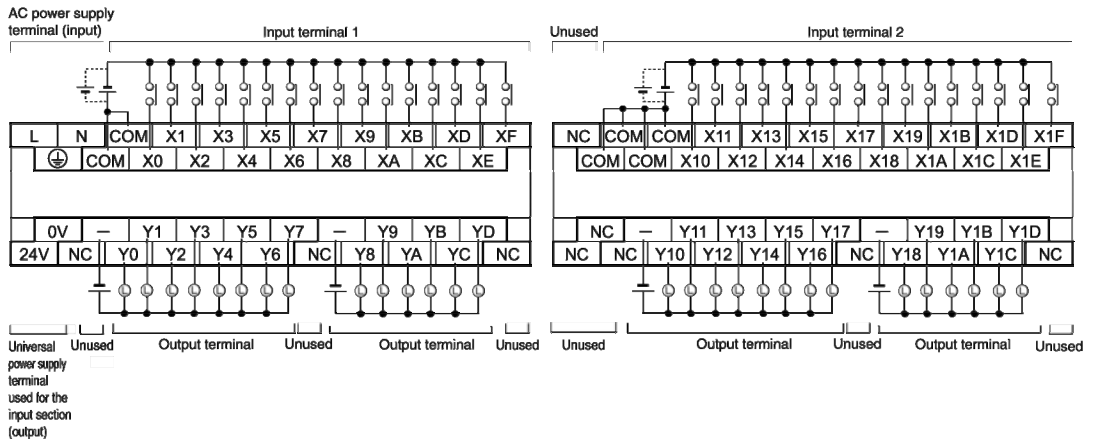 AC power supply
terminal (input)
Input terminal 1
Unused
Input terminal 2
L N COM X1 X3 X5 X7 X9 XB XD XF
COM X0 X2 X4 X6 X8 XA XC XE
NC COM COM X11 X13 X15 X17 X19 X1B X1D X1F
COM COM X10 X12 X14 X16 X18 X1A X1C X1E
0V – Y1 Y3 Y5 Y7 – Y9 YB YD
24V NC Y0 Y2 Y4 Y6 NC Y8 YA YC NC
NC – Y11 Y13 Y15 Y17 – Y19 Y1B Y1D
NC NC Y10 Y12 Y14 Y16 NC Y18 Y1A Y1C NC
L L L L L L L L L L L L L L
L L L L L L L L L L L L L L
Universal
power supply
terminal
used for the
input section
(output)
Unused
Output terminal
Unused
Output terminal
Unused
Unused
Output terminal
Unused
Output terminal
Unused